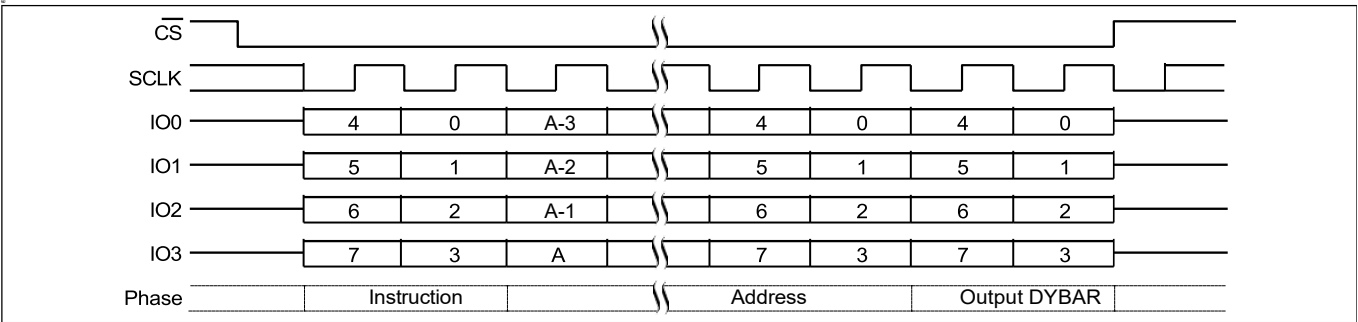 CS
SCLK
IO0 4 0 A-3 4 0 4 0
IO1 5 1 A-2 5 1 5 1
IO2 6 2 A-1 6 2 6 2
IO3 7 3 A 7 3 7 3
Phase Instruction Address Output DYBAR